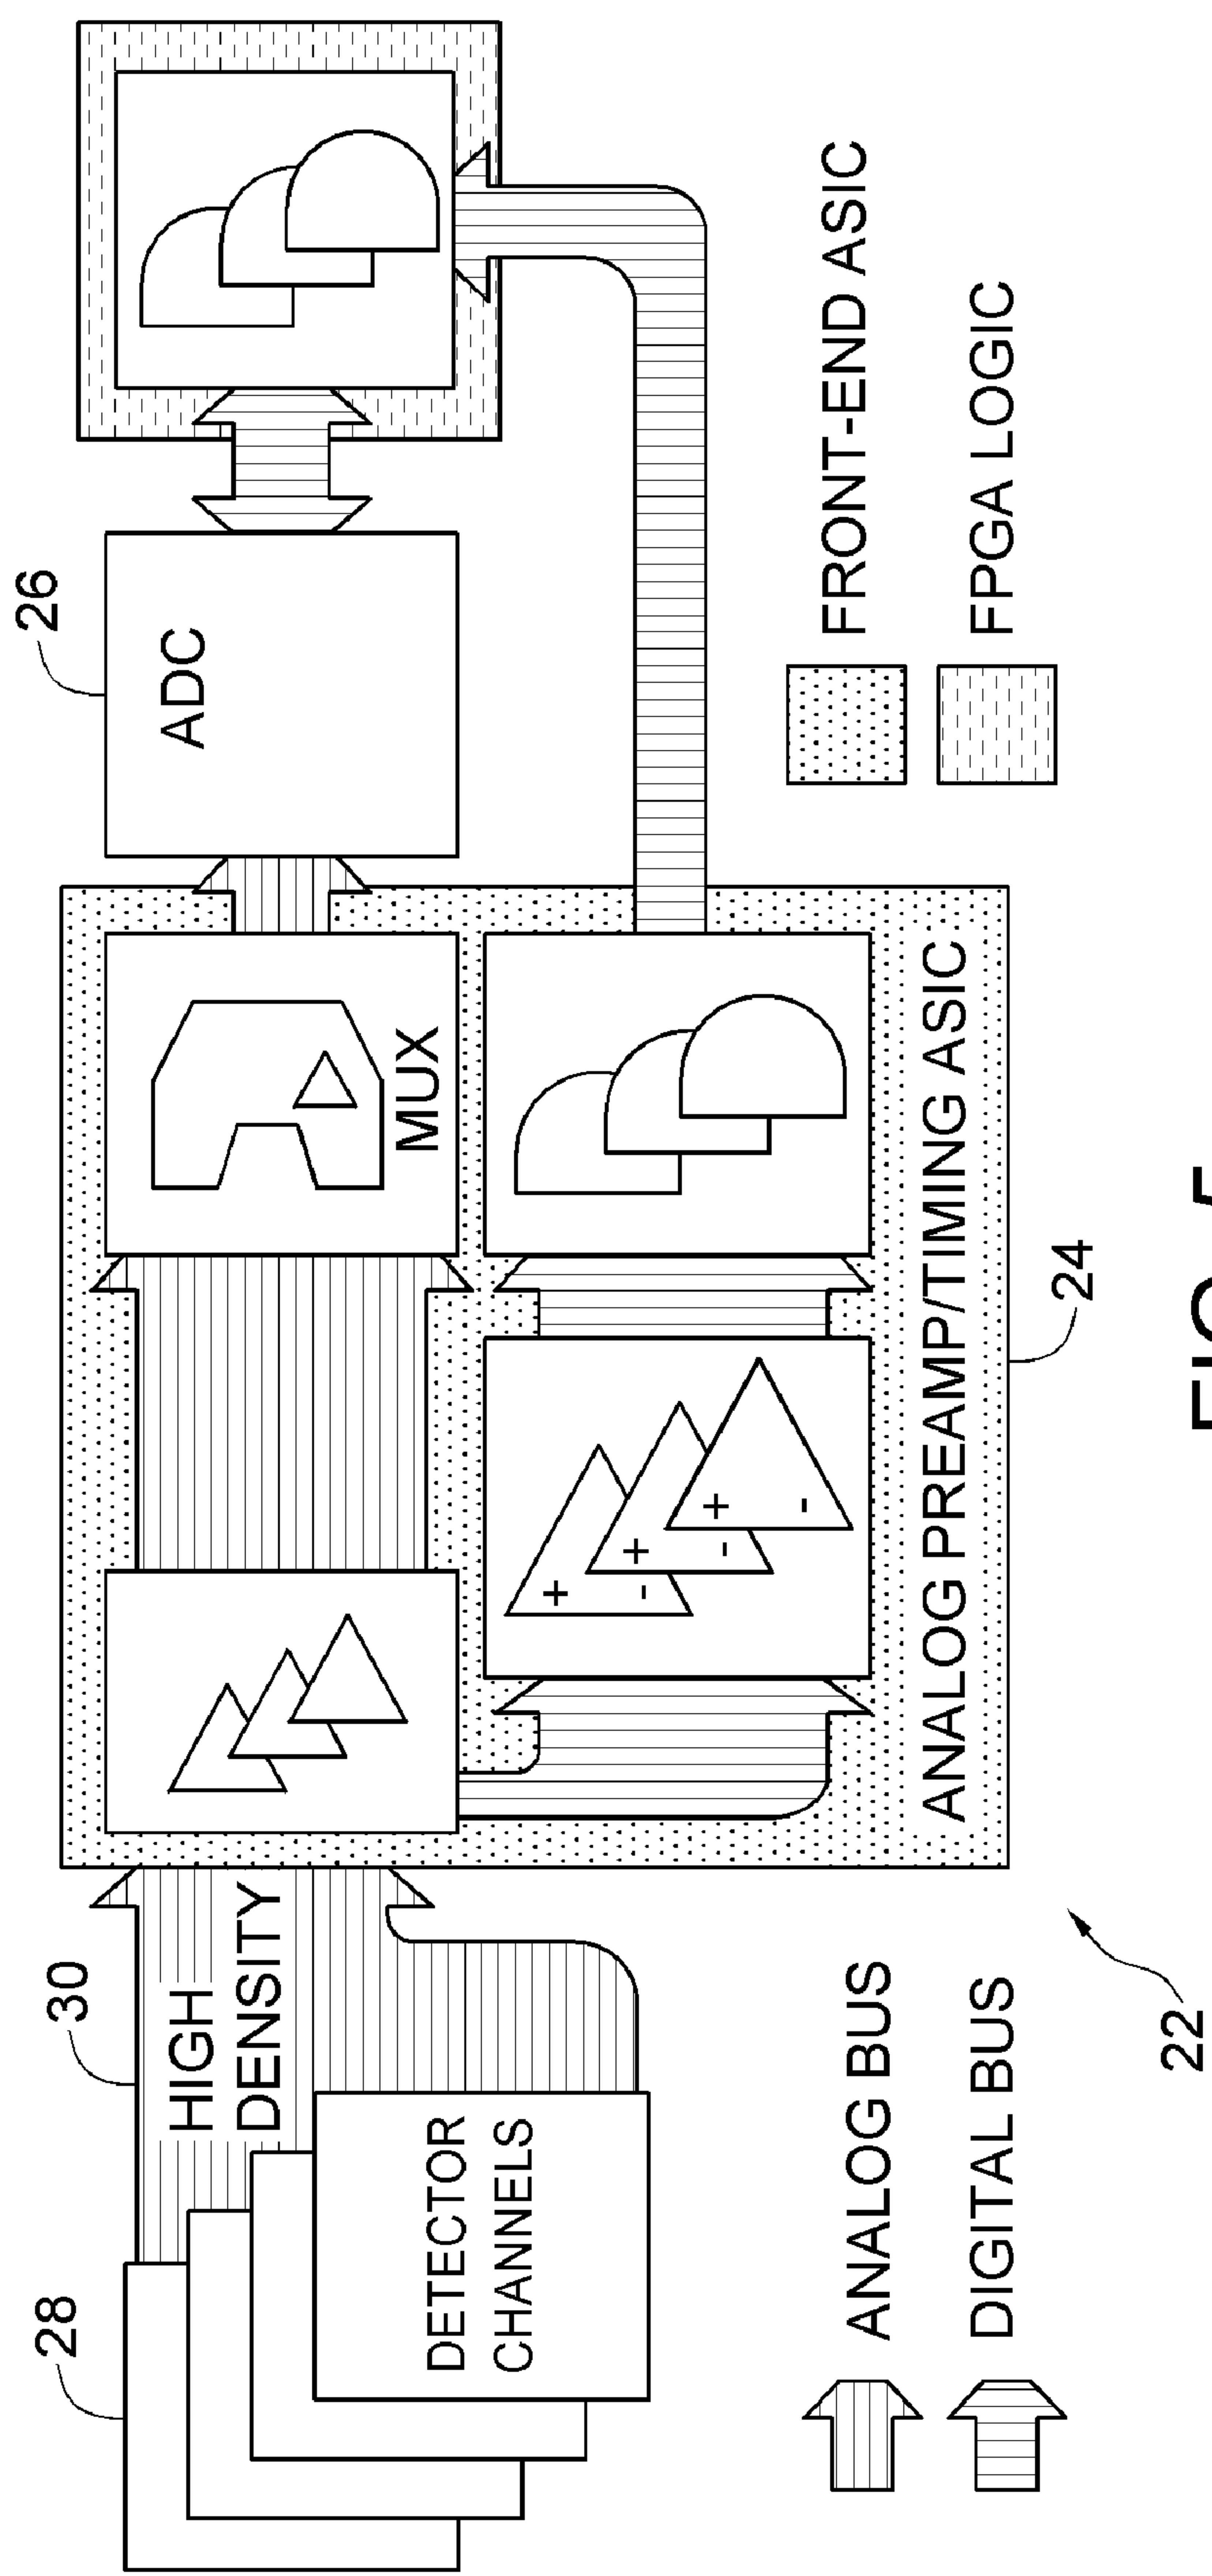 28
30
HIGH
DENSITY
DETECTOR
CHANNELS
MUX
26
ADC
+
-
+
-
+
-
ANALOG PREAMP/TIMING ASIC
24
ANALOG BUS
DIGITAL BUS
22
FRONT-END ASIC
FPGA LOGIC